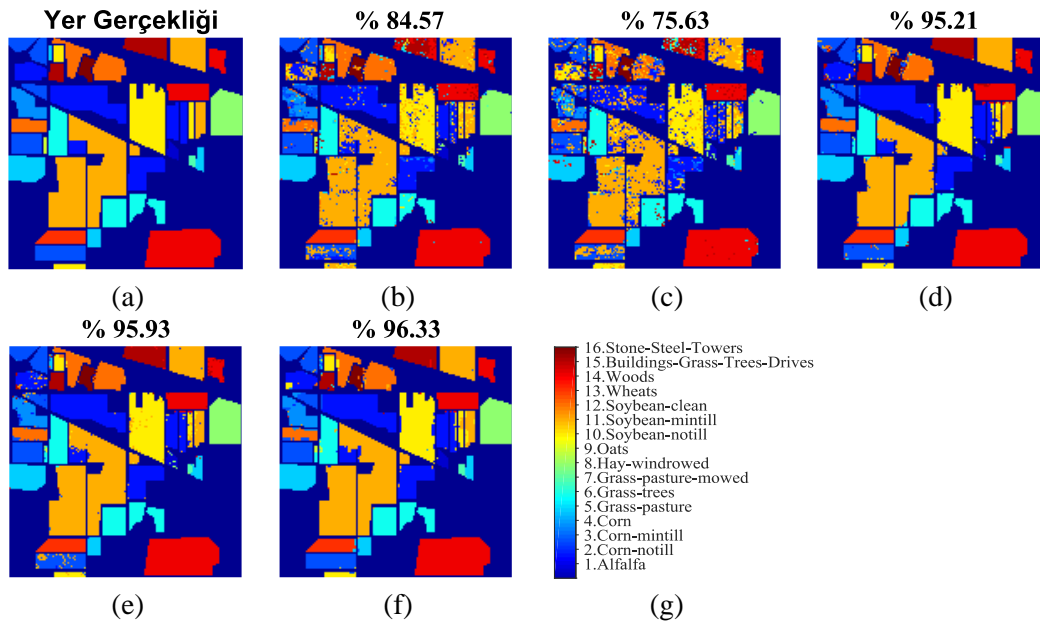 Yer Gerçekliği
% 84.57
% 75.63
% 95.21
(a)
(b)
(c)
(d)
% 95.93
% 96.33
16.Stone-Steel-Towers
15.Buildings-Grass-Trees-Drives
14.Woods
13.Wheats
12.Soybean-clean
11.Soybean-mintill
10.Soybean-notill
9.Oats
8.Hay-windrowed
7.Grass-pasture-mowed
6.Grass-trees
5.Grass-pasture
4.Corn
3.Corn-mintill
2.Corn-notill
1.Alfalfa
(e)
(f)
(g)